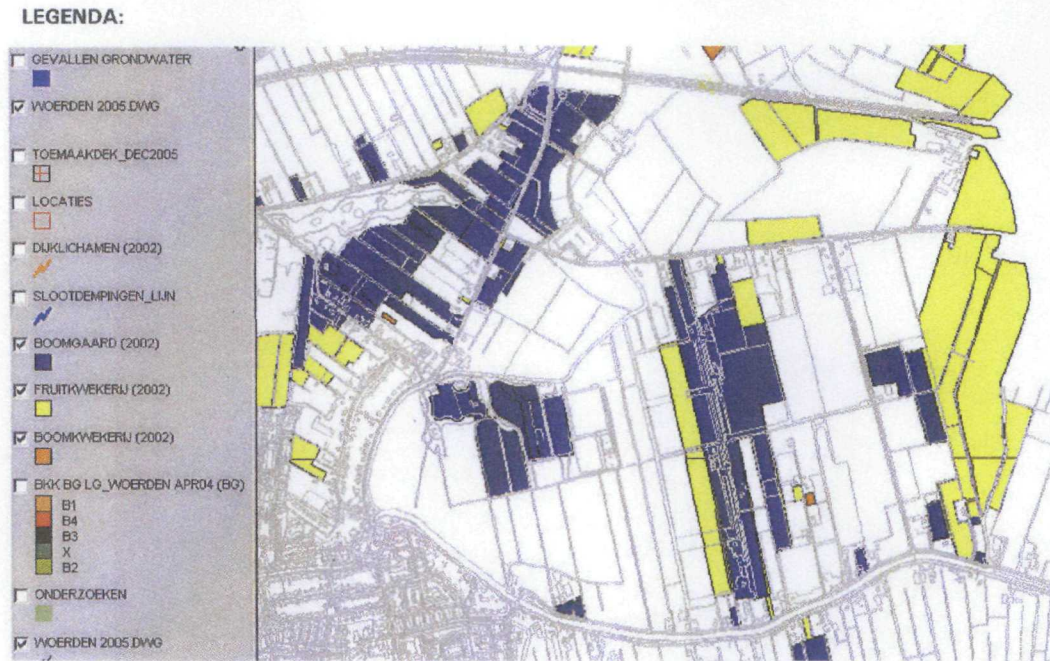 LEGENDA:
GEVALLEN GRONDWATER
WOERDEN 2005.DWG
TOEMAAKDEK_DEC2005
LOCATIES
DIJKLICHAMEN (2002)
SLOOTDEMPINGEN_LIJN
BOOMGAARD (2002)
FRUITKWEKERIJ (2002)
BOOMKWEKERIJ (2002)
BKK BG LG_WOERDEN APR04 (BG)
B1
B4
B3
X
B2
ONDERZOEKEN
WOERDEN 2005.DWG